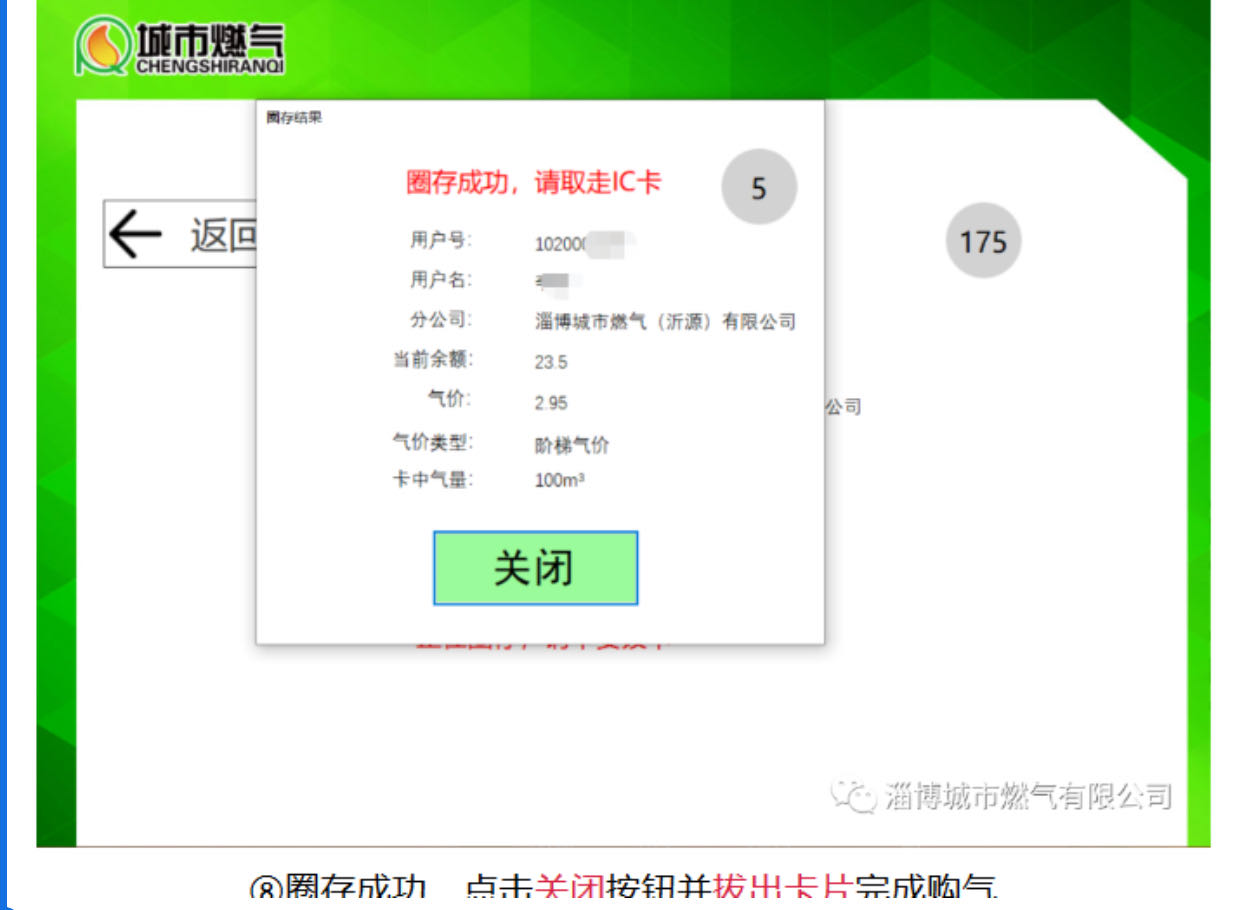 城市燃气
CHENGSHIRANQI
圈存结果
圈存成功，请取走IC卡
5
返回
175
用户号：
10200
用户名：
分公司：
淄博城市燃气（沂源）有限公司
当前余额：
23.5
气价：
2.95
公司
气价类型：
阶梯气价
卡中气量：
100m³
关闭
淄博城市燃气有限公司
⑧圈存成功 点击关闭按钮并拔出卡片完成购气